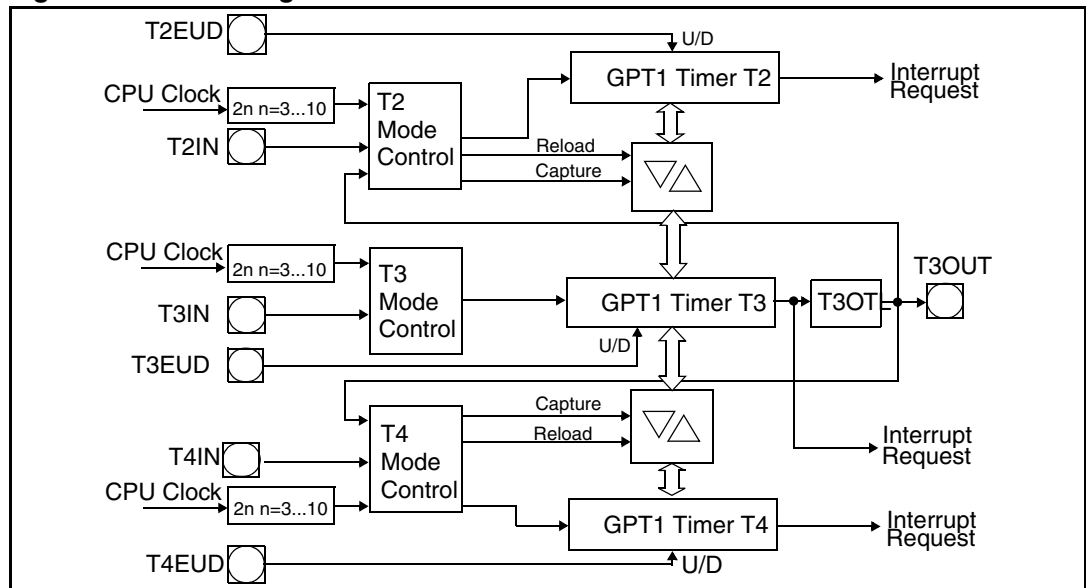 T2EUD
U/D
GPT1 Timer T2
Interrupt
Request
CPU Clock
2n n=3...10
T2
Mode
Control
T2IN
Reload
Capture
CPU Clock
2n n=3...10
T3
Mode
Control
T3IN
GPT1 Timer T3
T3OTL
T3OUT
U/D
T3EUD
Capture
Reload
T4
Mode
Control
T4IN
Interrupt
Request
CPU Clock
2n n=3...10
GPT1 Timer T4
Interrupt
Request
T4EUD
U/D